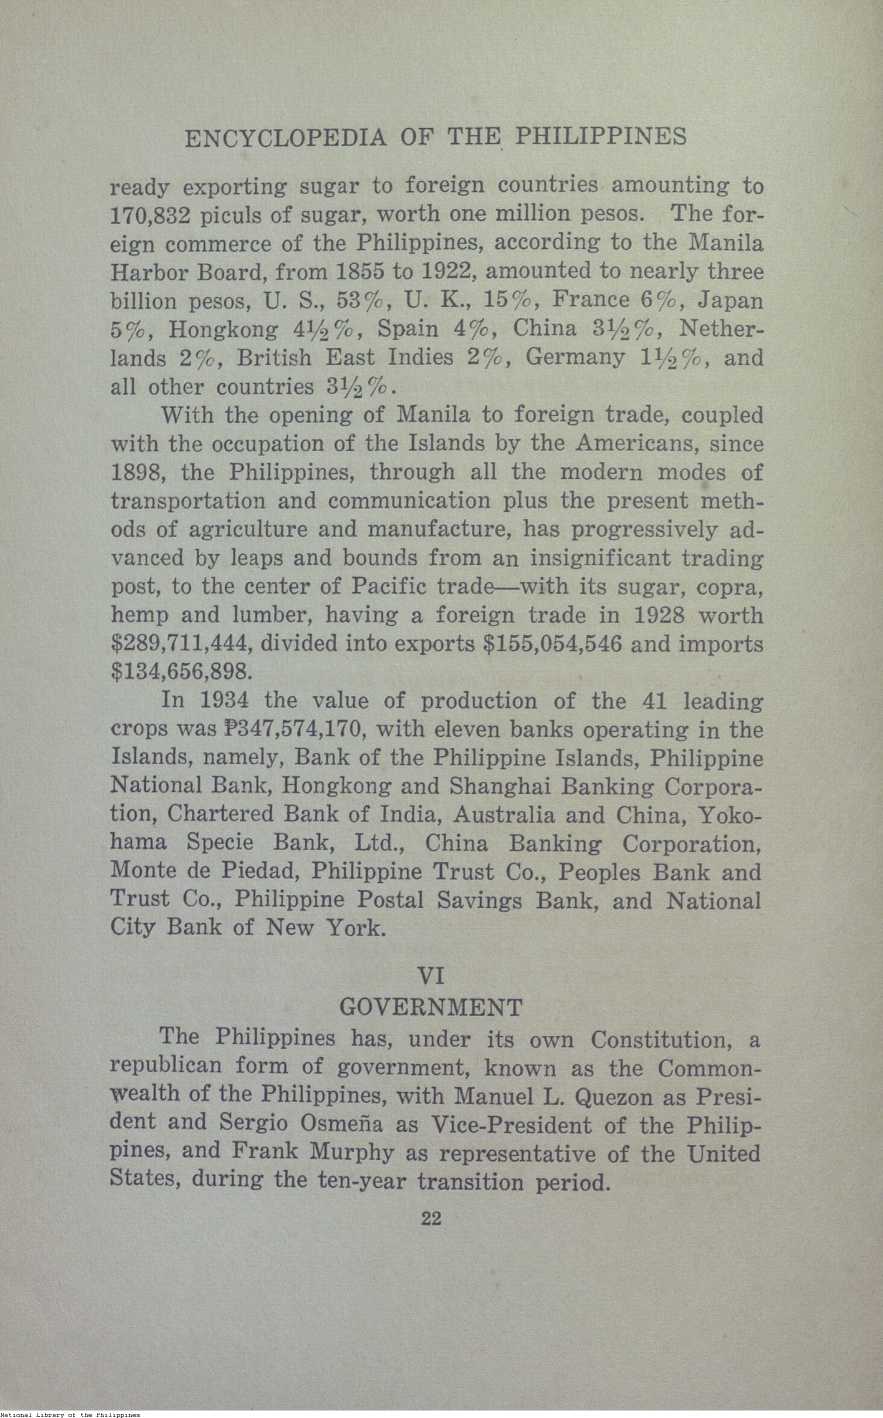 ENCYCLOPEDIA OF THE PHILIPPINES
ready exporting sugar to foreign countries amounting to
170,832 piculs of sugar, worth one million pesos. The for-
eign commerce of the Philippines, according to the Manila
Harbor Board, from 1855 to 1922, amounted to nearly three
billion pesos, U. S., 53%, U. K., 15%, France 6%, Japan
5%, Hongkong 4½%, Spain 4%, China 3½%, Nether-
lands 2%, British East Indies 2%, Germany 1½%, and
all other countries 3½%.
With the opening of Manila to foreign trade, coupled
with the occupation of the Islands by the Americans, since
1898, the Philippines, through all the modern modes of
transportation and communication plus the present meth-
ods of agriculture and manufacture, has progressively ad-
vanced by leaps and bounds from an insignificant trading
post, to the center of Pacific trade—with its sugar, copra,
hemp and lumber, having a foreign trade in 1928 worth
$289,711,444, divided into exports $155,054,546 and imports
$134,656,898.
In 1934 the value of production of the 41 leading
crops was ₱347,574,170, with eleven banks operating in the
Islands, namely, Bank of the Philippine Islands, Philippine
National Bank, Hongkong and Shanghai Banking Corpora-
tion, Chartered Bank of India, Australia and China, Yoko-
hama Specie Bank, Ltd., China Banking Corporation,
Monte de Piedad, Philippine Trust Co., Peoples Bank and
Trust Co., Philippine Postal Savings Bank, and National
City Bank of New York.
VI
GOVERNMENT
The Philippines has, under its own Constitution, a
republican form of government, known as the Common-
wealth of the Philippines, with Manuel L. Quezon as Presi-
dent and Sergio Osmeña as Vice-President of the Philip-
pines, and Frank Murphy as representative of the United
States, during the ten-year transition period.
22
National Library of the Philippines